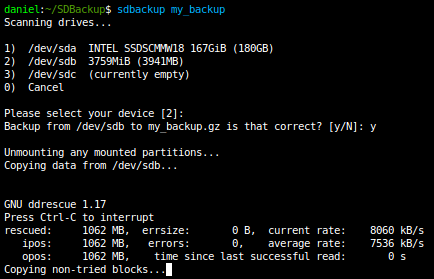 daniel:~/SDBackup$ sdbackup my_backup
Scanning drives...
1) /dev/sda INTEL SSDSCMMW18 167GiB (180GB)
2) /dev/sdb 3759MiB (3941MB)
3) /dev/sdc (currently empty)
0) Cancel
Please select your device [2]:
Backup from /dev/sdb to my_backup.gz is that correct? [y/N]: y
Unmounting any mounted partitions...
Copying data from /dev/sdb...
GNU ddrescue 1.17
Press Ctrl-C to interrupt
rescued: 1062 MB, errsize: 0 B, current rate: 8060 kB/s
ipos: 1062 MB, errors: 0, average rate: 7536 kB/s
opos: 1062 MB, time since last successful read: 0 s
Copying non-tried blocks...